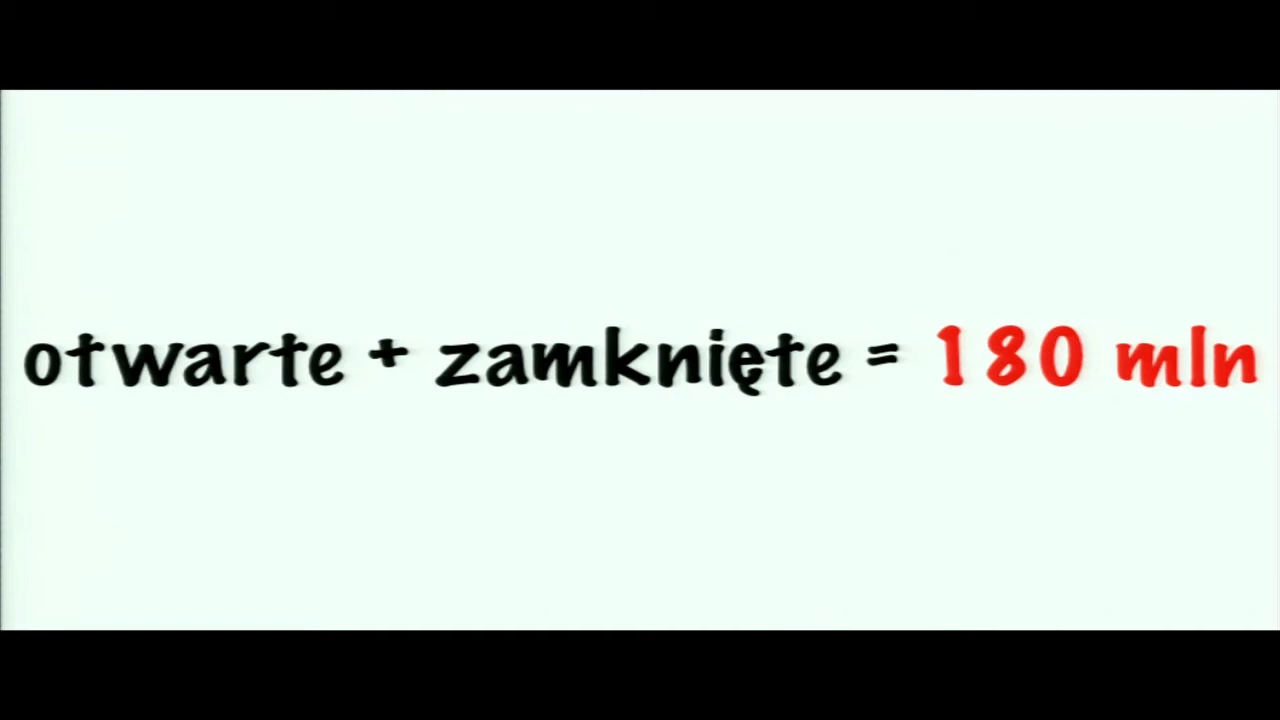 otwarte + zamknięte = 180 mln